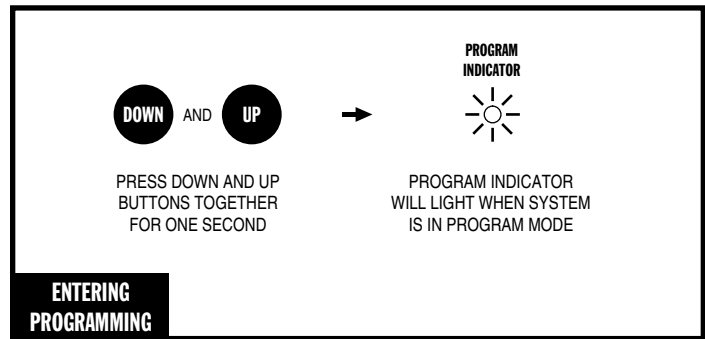 PROGRAM
INDICATOR
DOWN AND UP
PRESS DOWN AND UP
BUTTONS TOGETHER
FOR ONE SECOND
PROGRAM INDICATOR
WILL LIGHT WHEN SYSTEM
IS IN PROGRAM MODE
ENTERING
PROGRAMMING